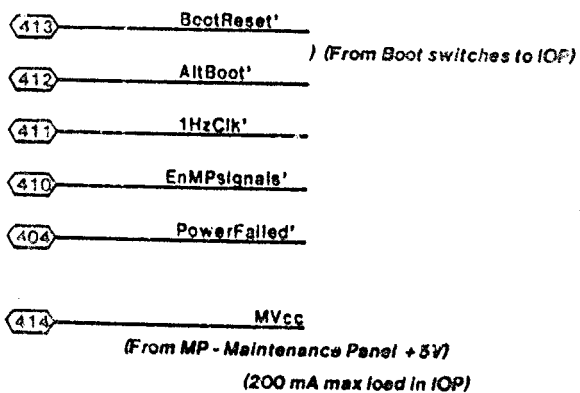 413 BootReset'
) (From Boot switches to IOP)
412 AltBoot'
411 1HzClk'
410 EnMPsignals'
404 PowerFailed'
414 MVcc
(From MP - Maintenance Panel + 5V)
(200 mA max load in IOP)